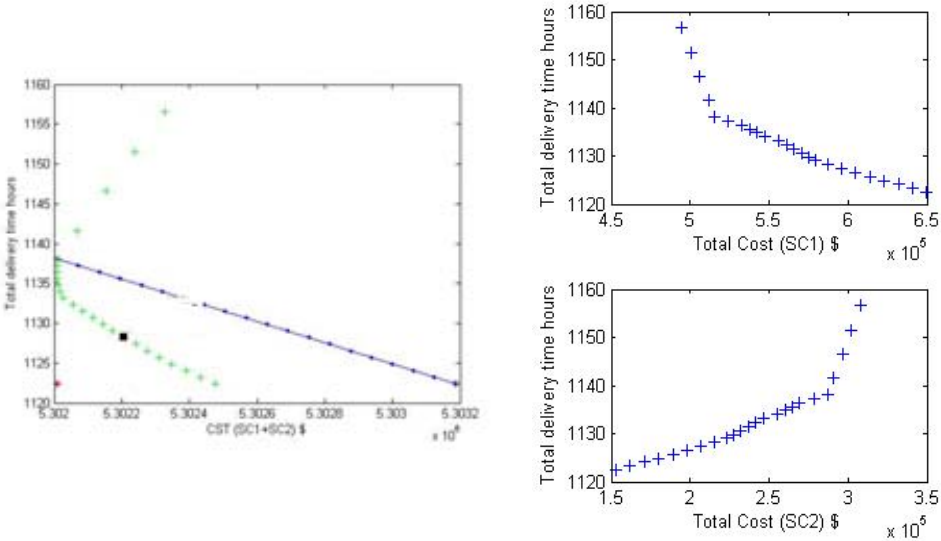 1160
1155
1150
1145
1140
1135
1130
1125
1120
Total delivery time hours
5.302 5.3022 5.3024 5.3026 5.3028 5.303 5.3032
CST (SC1+SC2) $
1160
1150
1140
1130
1120
Total delivery time hours
4.5 5 5.5 6 6.5
Total Cost (SC1) $
x 10^5
1160
1150
1140
1130
1120
Total delivery time hours
1.5 2 2.5 3 3.5
Total Cost (SC2) $
x 10^5